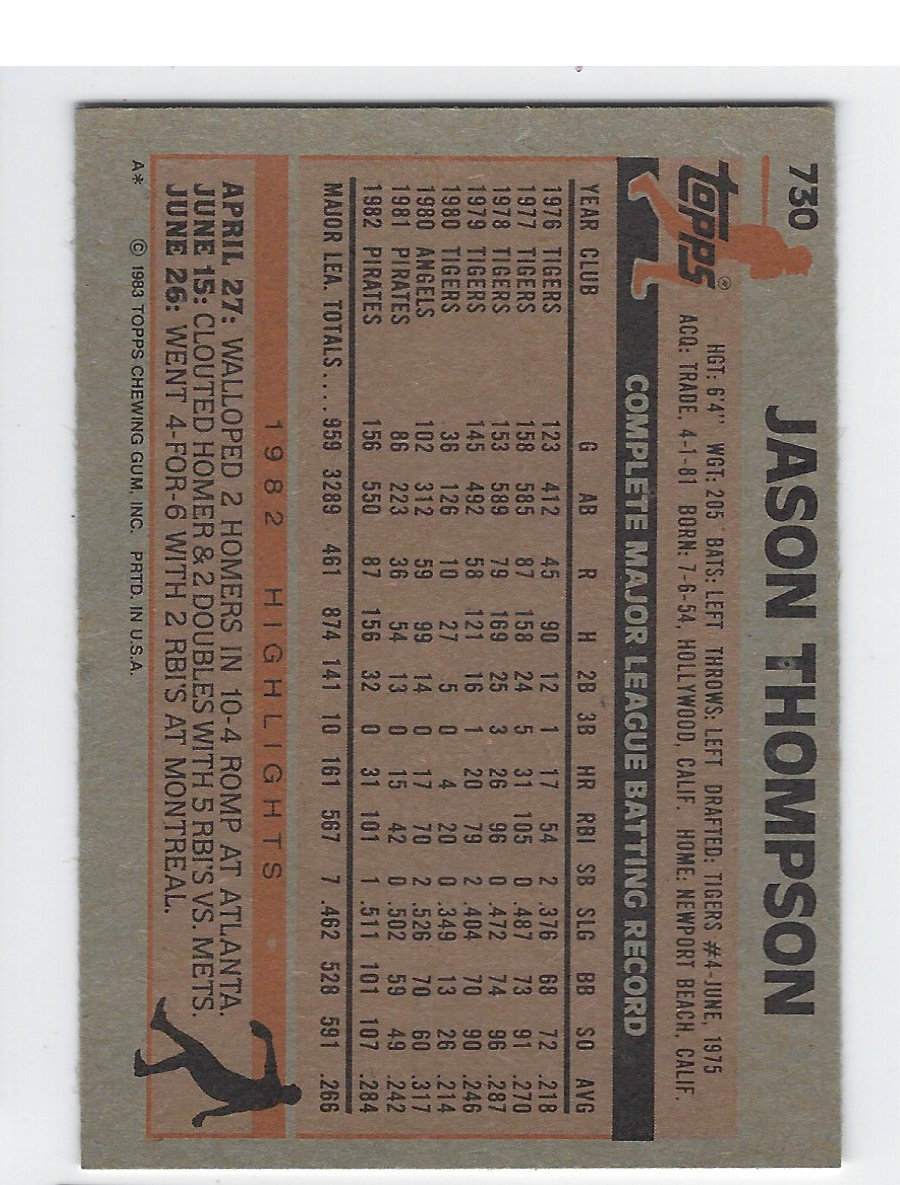 730
JASON THOMPSON
topps®
HGT: 6'4" WGT: 205 BATS: LEFT THROWS: LEFT DRAFTED: TIGERS #4-JUNE, 1975
ACQ: TRADE, 4-1-81 BORN: 7-6-54, HOLLYWOOD, CALIF. HOME: NEWPORT BEACH, CALIF.
COMPLETE MAJOR LEAGUE BATTING RECORD
YEAR CLUB G AB R H 2B 3B HR RBI SB SLG BB SO AVG
1976 TIGERS 123 412 45 90 12 1 17 54 2 .376 68 72 .218
1977 TIGERS 158 585 87 158 24 5 31 105 0 .487 73 91 .270
1978 TIGERS 153 589 79 169 25 3 26 96 0 .472 74 96 .287
1979 TIGERS 145 492 58 121 16 1 20 79 2 .404 70 90 .246
1980 TIGERS 36 126 10 27 5 0 4 20 0 .349 13 26 .214
1980 ANGELS 102 312 59 99 14 0 17 70 2 .526 70 60 .317
1981 PIRATES 86 223 36 54 13 0 15 42 0 .502 59 49 .242
1982 PIRATES 156 550 87 156 32 0 31 101 1 .511 101 107 .284
MAJOR LEA. TOTALS.... 959 3289 461 874 141 10 161 567 7 .462 528 591 .266
1982 HIGHLIGHTS
APRIL 27: WALLOPED 2 HOMERS IN 10-4 ROMP AT ATLANTA.
JUNE 15: CLOUTED HOMER & 2 DOUBLES WITH 5 RBI'S VS. METS.
JUNE 26: WENT 4-FOR-6 WITH 2 RBI'S AT MONTREAL.
A* © 1983 TOPPS CHEWING GUM, INC. PRTD. IN U.S.A.